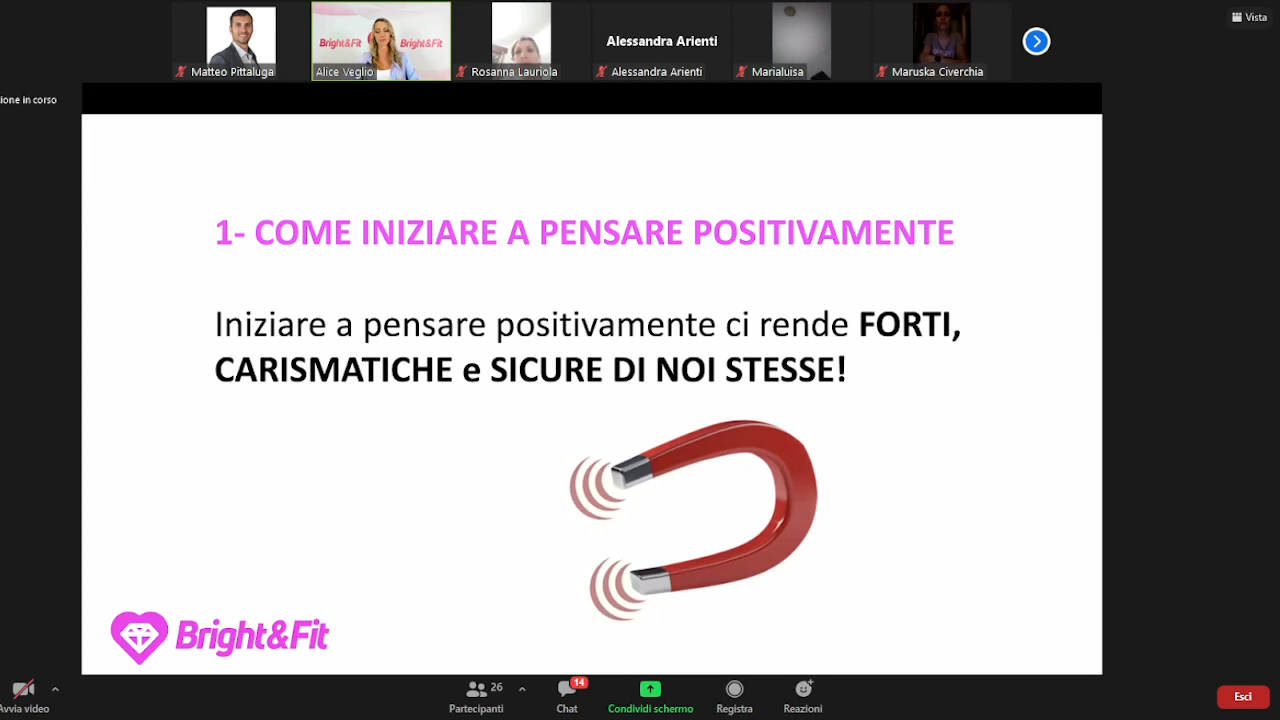 Vista
Bright&Fit
Bright&Fit
Alessandra Arienti
Matteo Pittaluga
Alice Veglio
Rosanna Lauriola
Alessandra Arienti
Marialuisa
Maruska Civerchia
ione in corso
1- COME INIZIARE A PENSARE POSITIVAMENTE
Iniziare a pensare positivamente ci rende FORTI,
CARISMATICHE e SICURE DI NOI STESSE!
Bright&Fit
26
14
Avvia video
Partecipanti
Chat
Condividi schermo
Registra
Reazioni
Esci